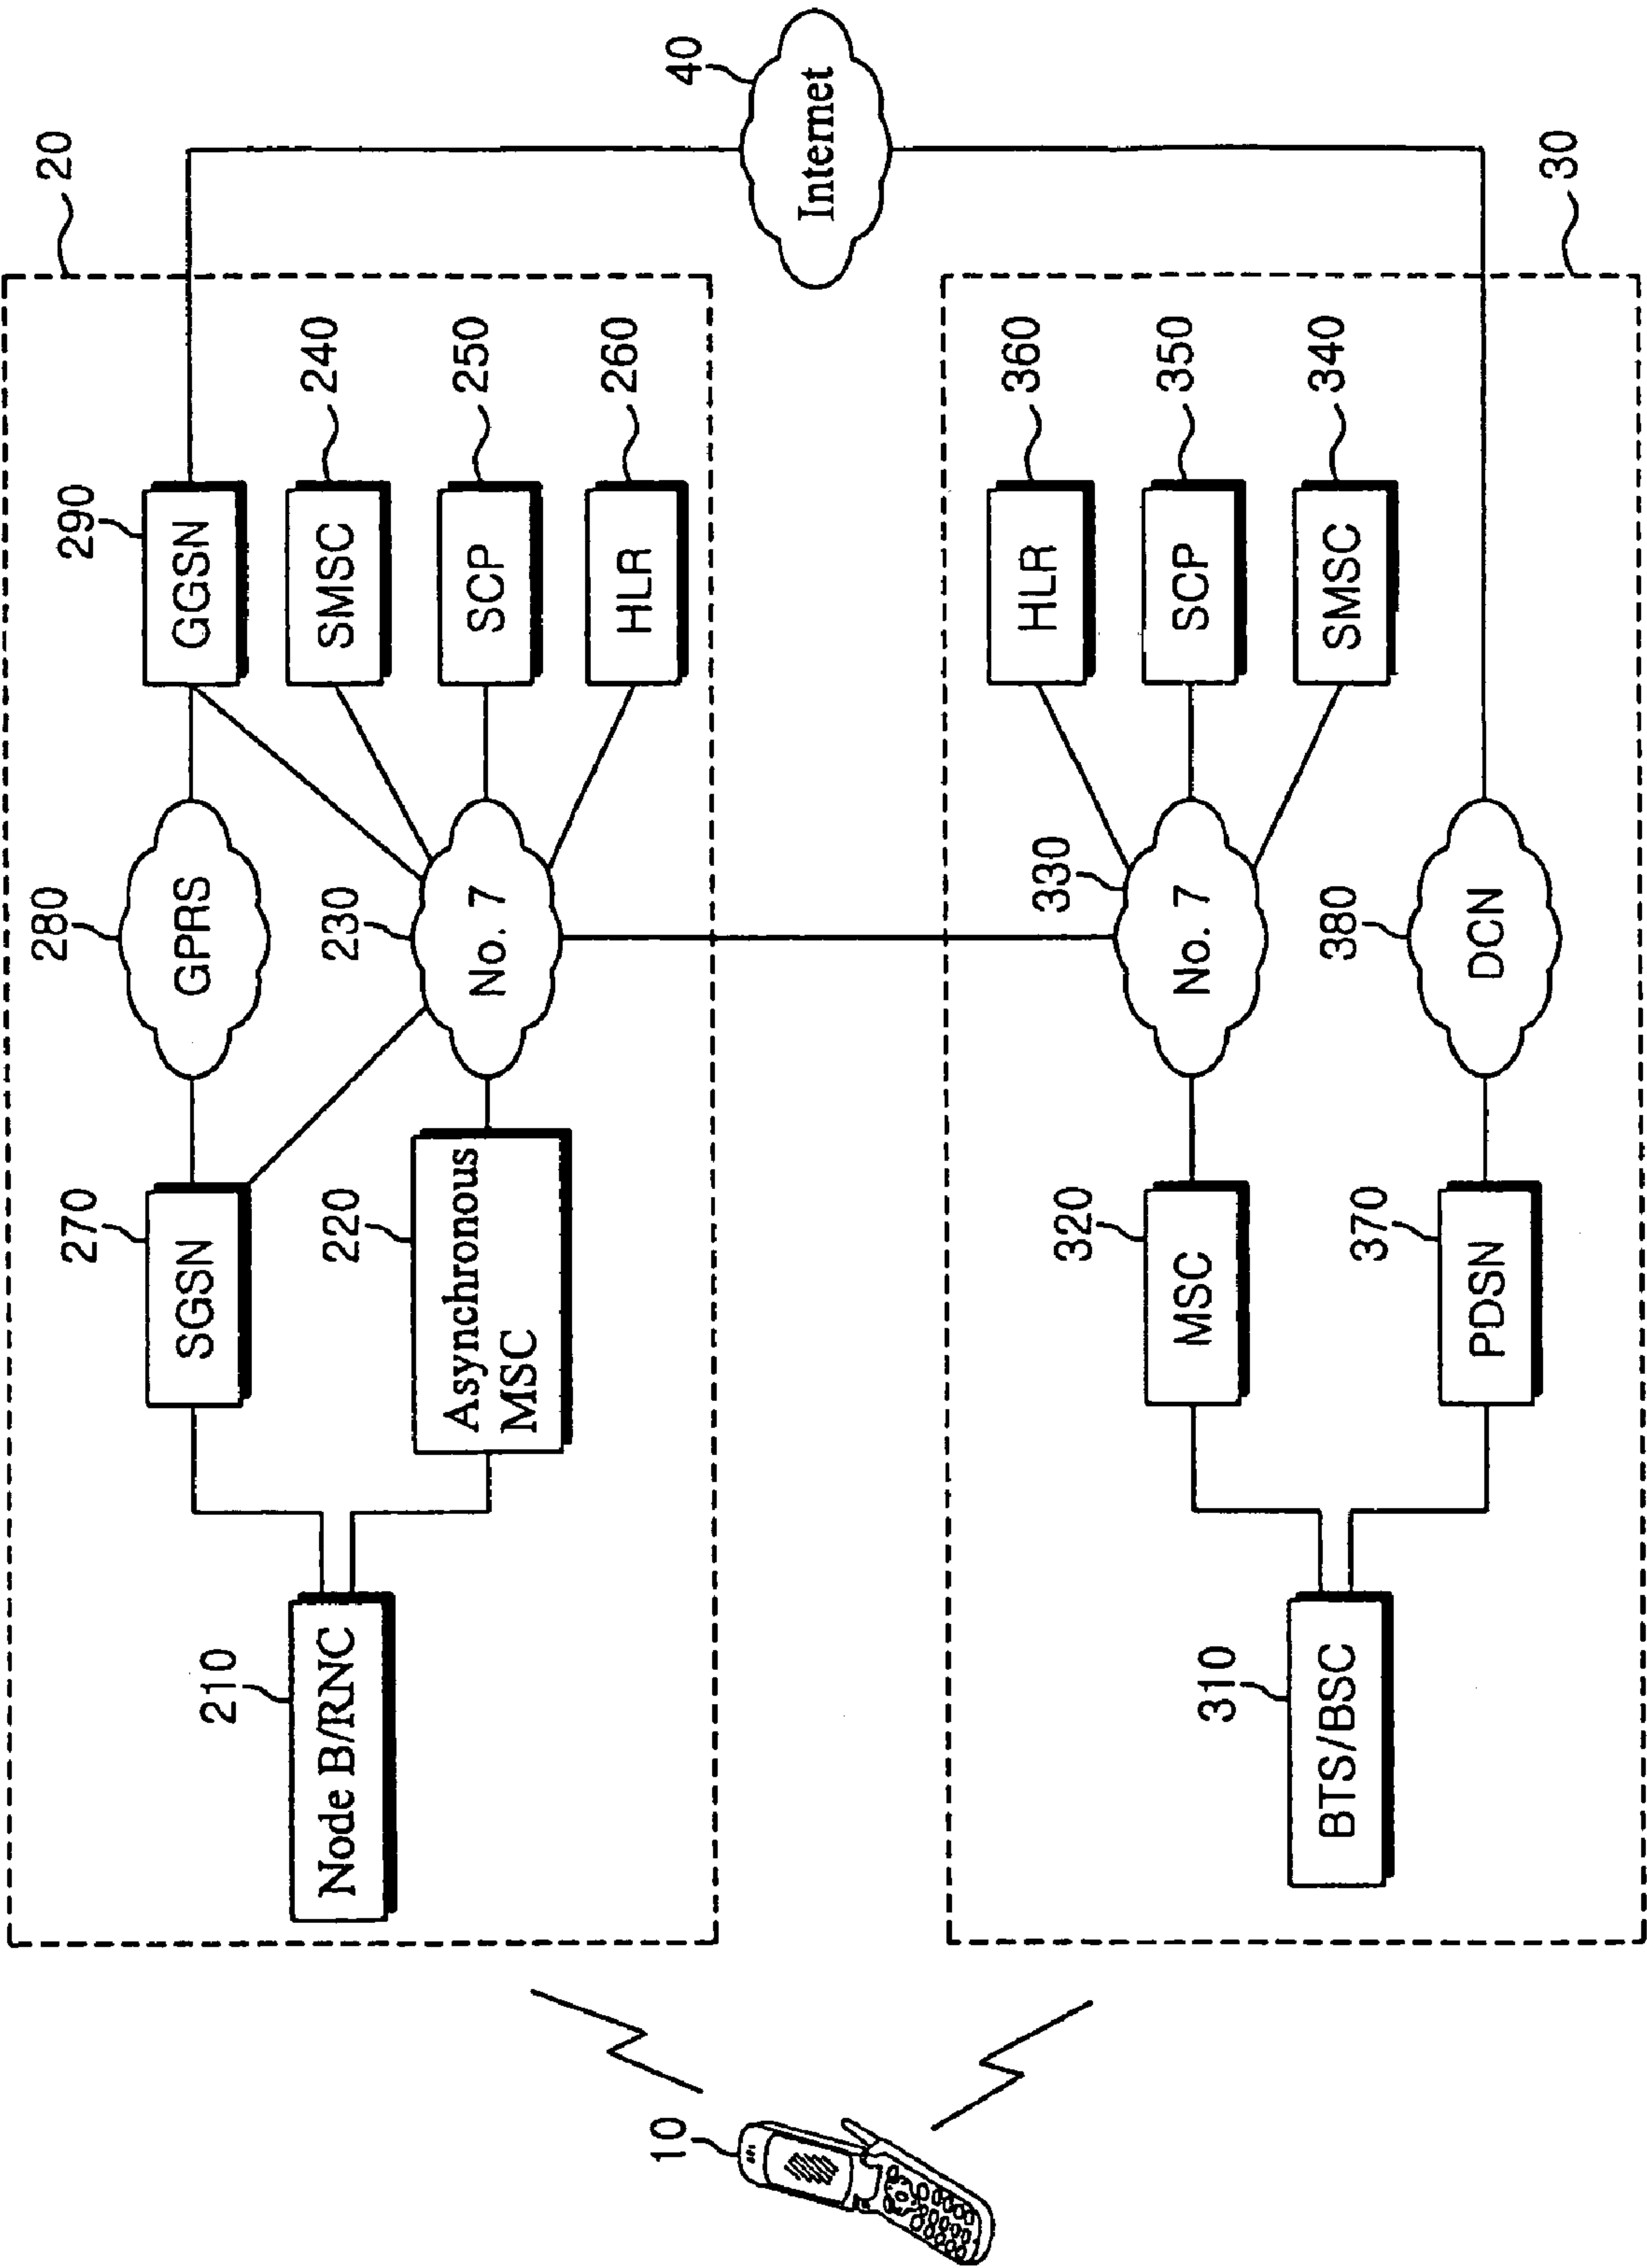 20
290
GGSN
280
GPRS
270
SGSN
SMSC
240
210
Node B/RNC
230
No. 7
SCP
250
220
Asynchronous
MSC
HLR
260
10
40
Internet
HLR
360
330
No. 7
SCP
350
320
MSC
310
BTS/BSC
SMSC
340
380
DCN
370
PDSN
30